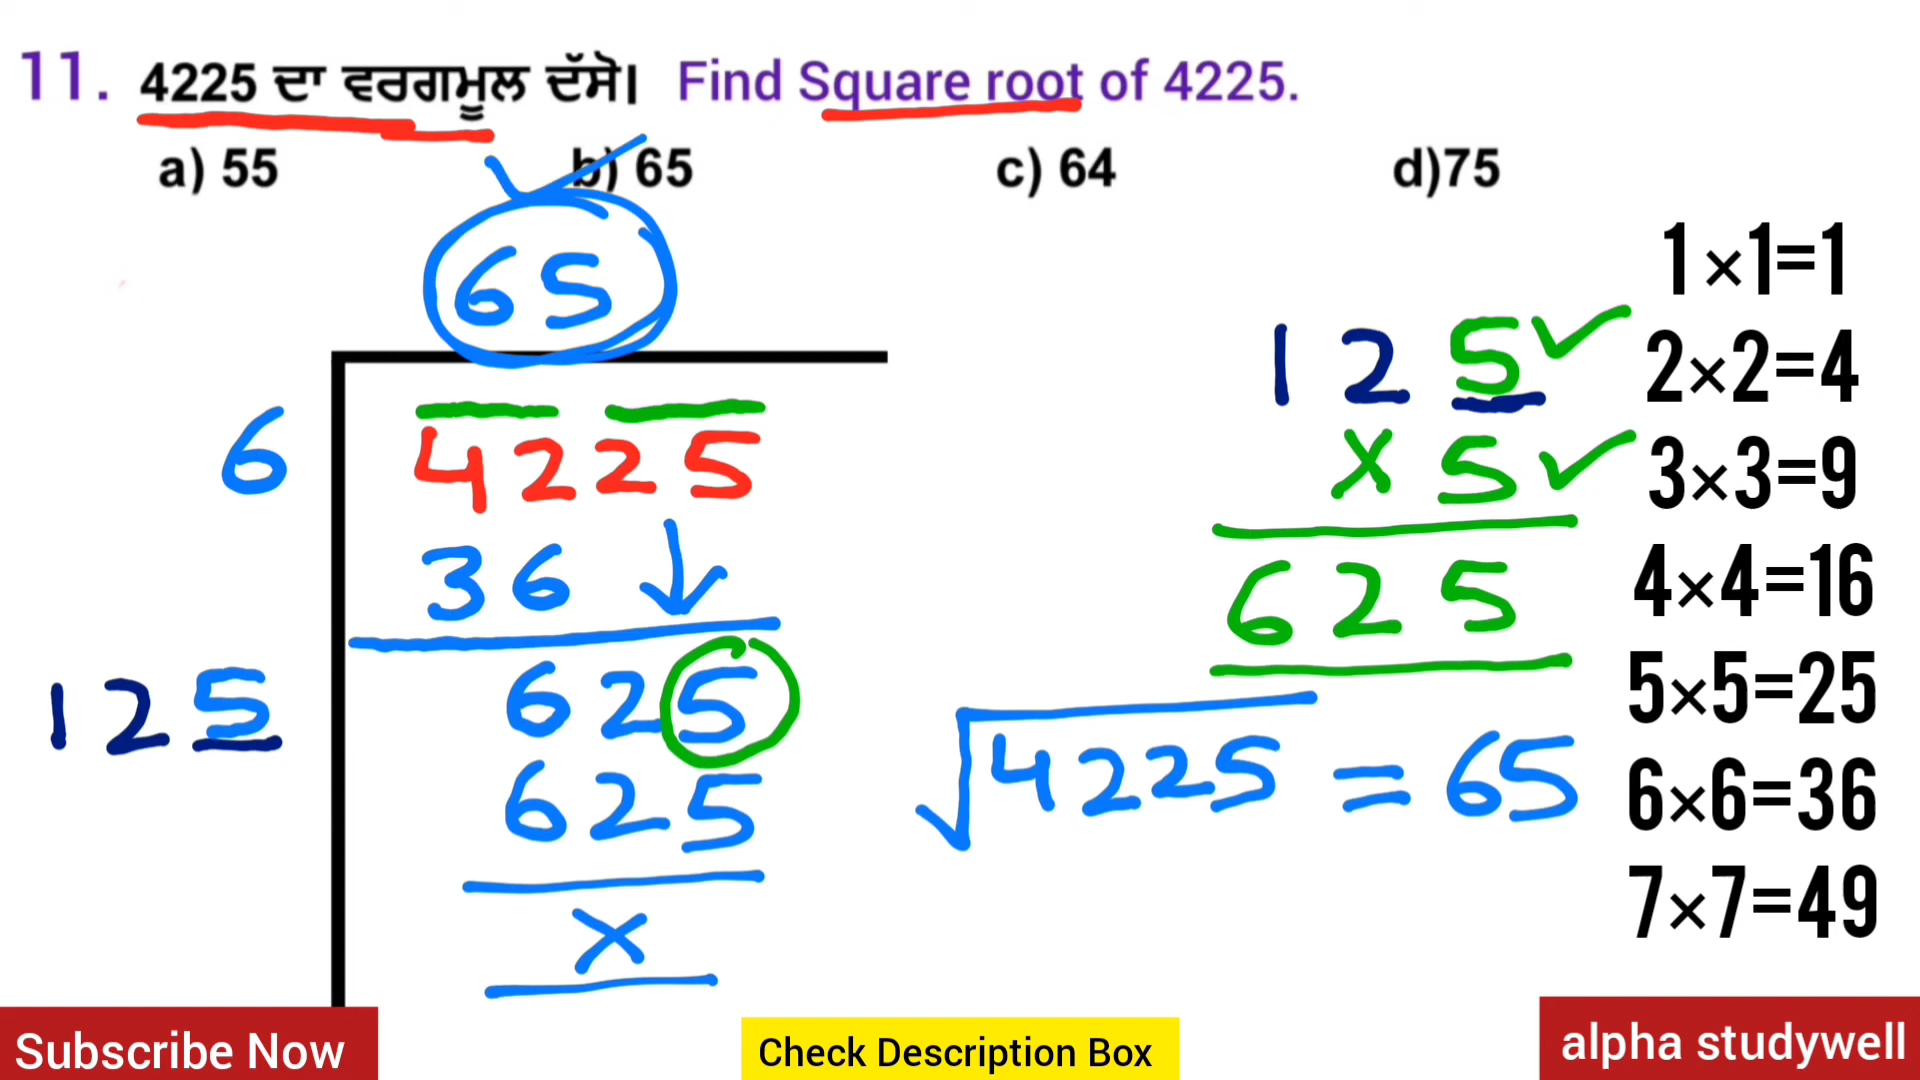 11. 4225 ਦਾ ਵਰਗਮੂਲ ਦੱਸੋ। Find Square root of 4225.
a) 55 b) 65 c) 64 d)75
65
6
4225
36
125
625
625
x
125
x 5
625
√4225 = 65
1×1=1
2×2=4
3×3=9
4×4=16
5×5=25
6×6=36
7×7=49
Subscribe Now
Check Description Box
alpha studywell